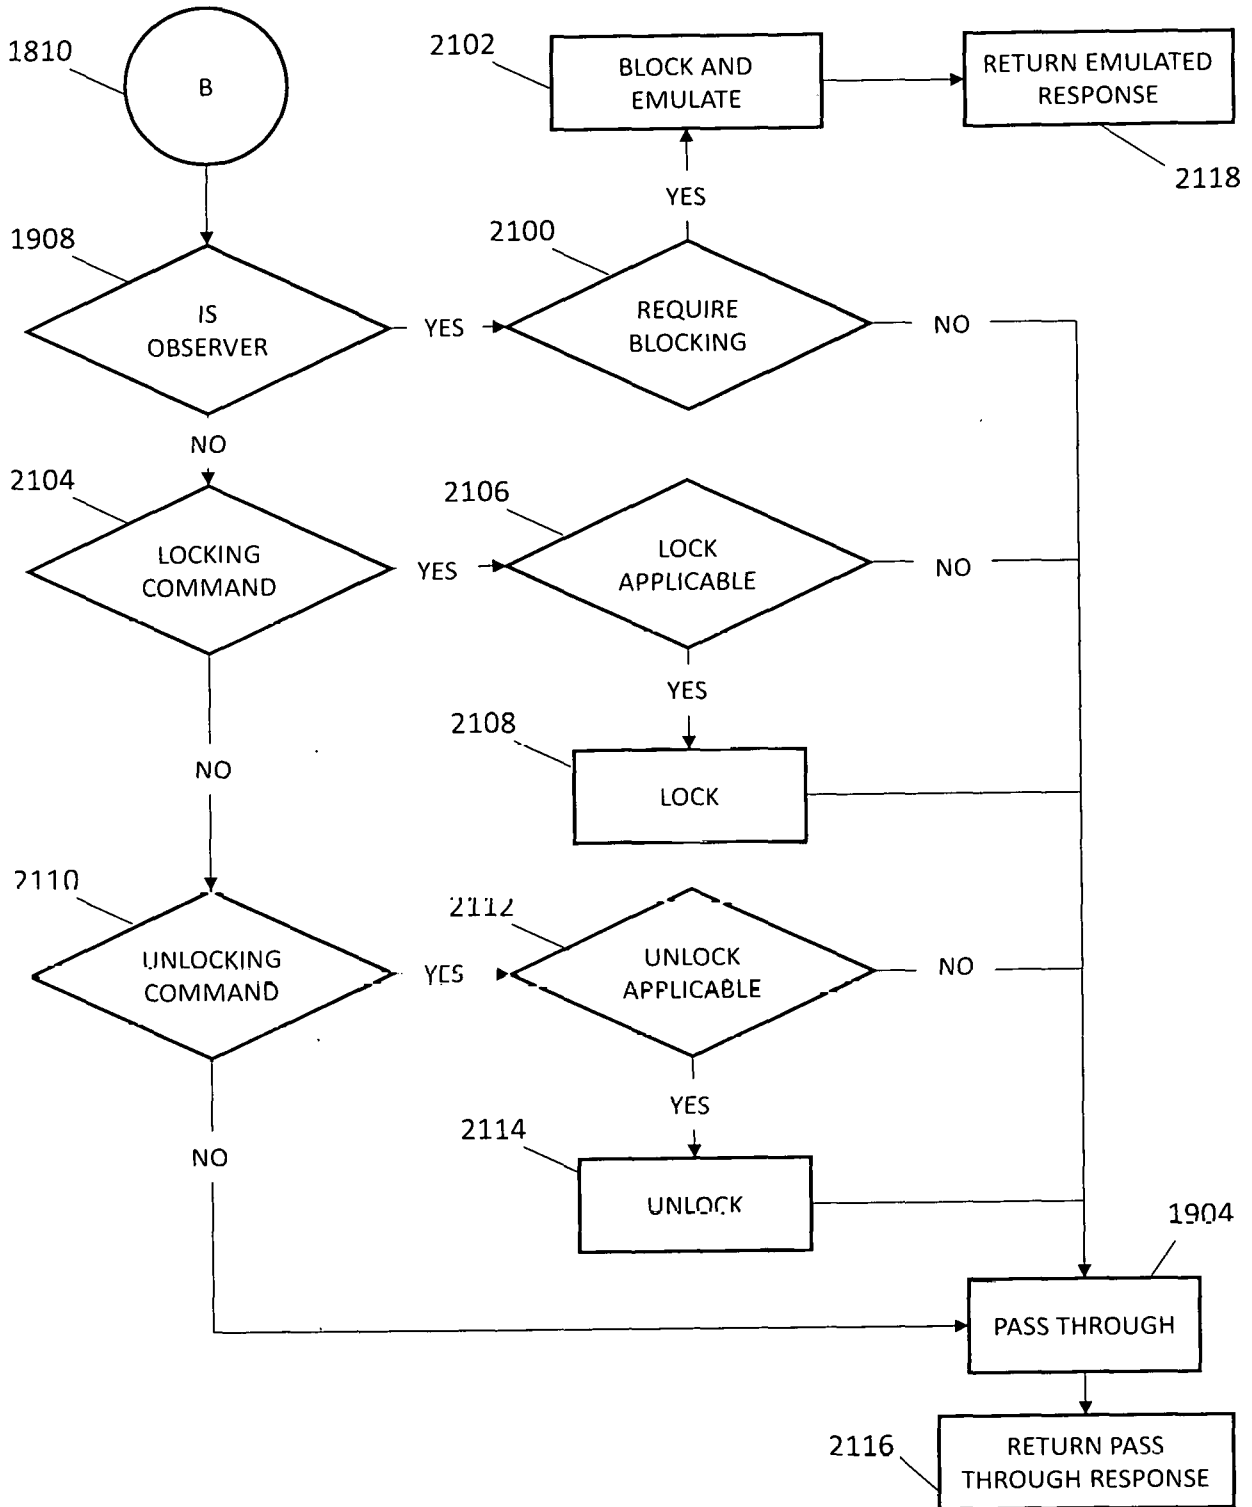 1810
B
2102
BLOCK AND
EMULATE
RETURN EMULATED
RESPONSE
2118
YES
1908
IS
OBSERVER
YES
2100
REQUIRE
BLOCKING
NO
NO
2104
LOCKING
COMMAND
YES
2106
LOCK
APPLICABLE
NO
YES
2108
LOCK
NO
2110
UNLOCKING
COMMAND
YES
2112
UNLOCK
APPLICABLE
NO
YES
2114
UNLOCK
NO
1904
PASS THROUGH
2116
RETURN PASS
THROUGH RESPONSE